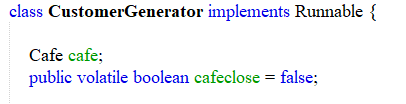 class CustomerGenerator implements Runnable {
Cafe cafe;
public volatile boolean cafeclose = false;